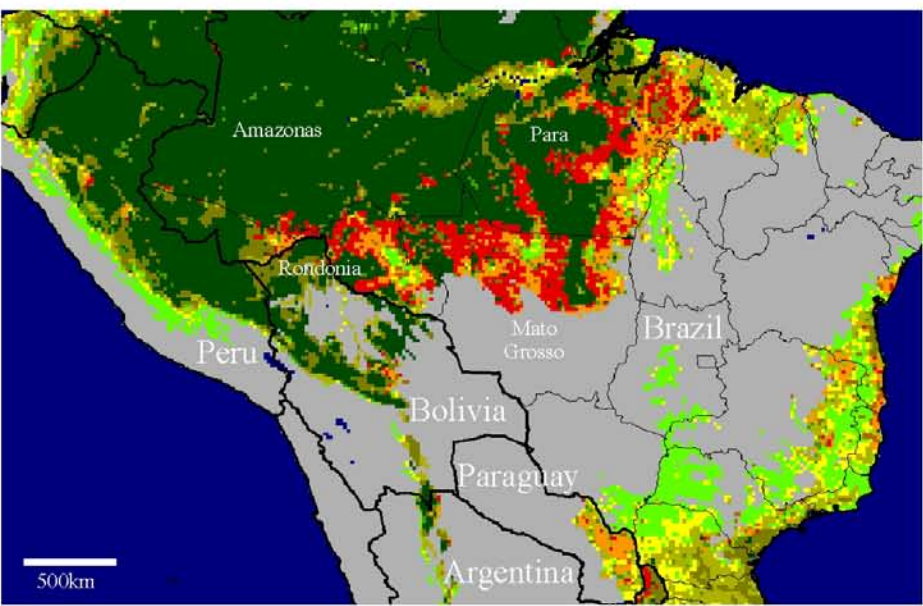 Amazonas
Para
Rondonia
Mato
Grosso
Brazil
Peru
Bolivia
Paraguay
Argentina
500km